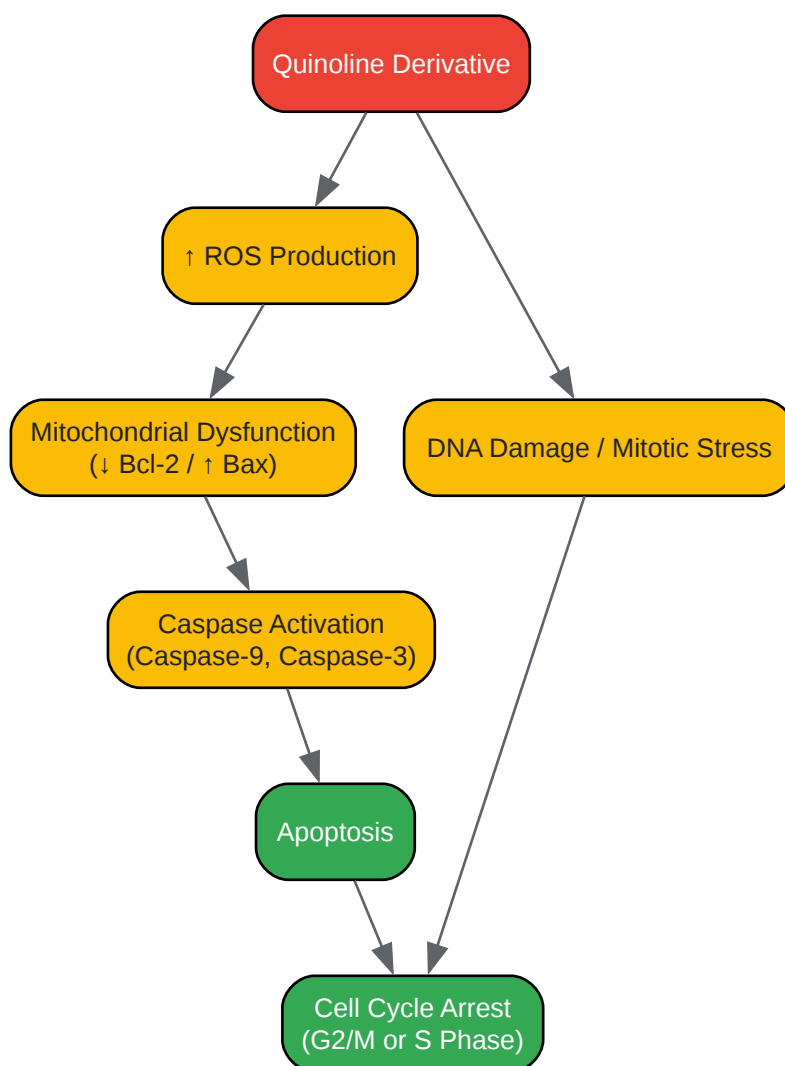 Quinoline Derivative
↑ ROS Production
Mitochondrial Dysfunction
(↓ Bcl-2 / ↑ Bax)
DNA Damage / Mitotic Stress
Caspase Activation
(Caspase-9, Caspase-3)
Apoptosis
Cell Cycle Arrest
(G2/M or S Phase)